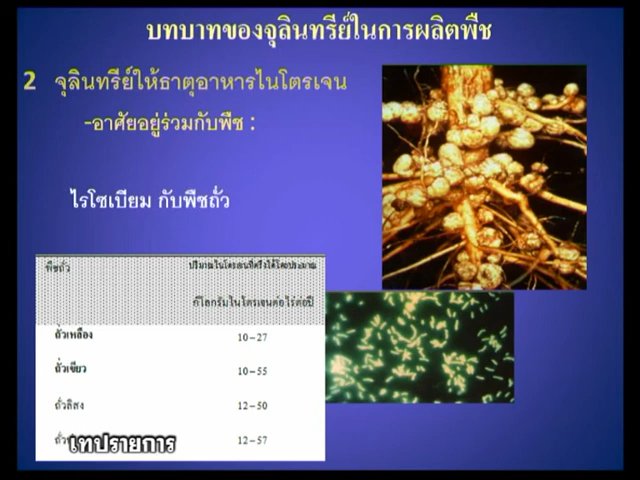 บทบาทของจุลินทรีย์ในการผลิตพืช
2 จุลินทรีย์ให้ธาตุอาหารไนโตรเจน
-อาศัยอยู่ร่วมกับพืช :
ไรโซเบียม กับพืชถั่ว
พืชถั่ว ปริมาณไนโตรเจนที่ตรึงได้โดยประมาณ
กิโลกรัมไนโตรเจนต่อไร่ต่อปี
ถั่วเหลือง 10-27
ถั่วเขียว 10-55
ถั่วลิสง 12-50
12-57
เทปรายการ